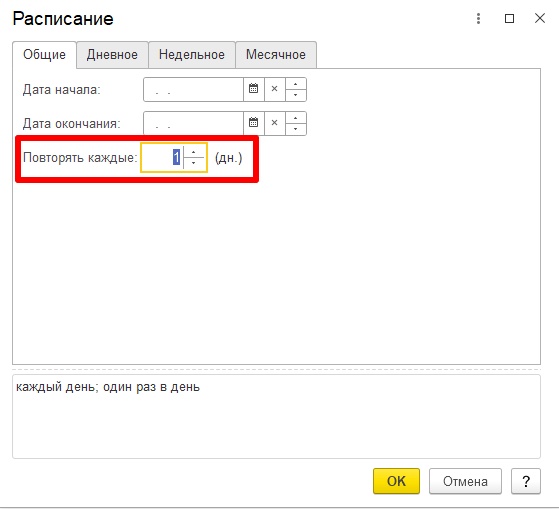 Расписание
Общие Дневное Недельное Месячное
Дата начала: . .
Дата окончания: . .
Повторять каждые: 1 (дн.)
каждый день; один раз в день
OK Отмена ?